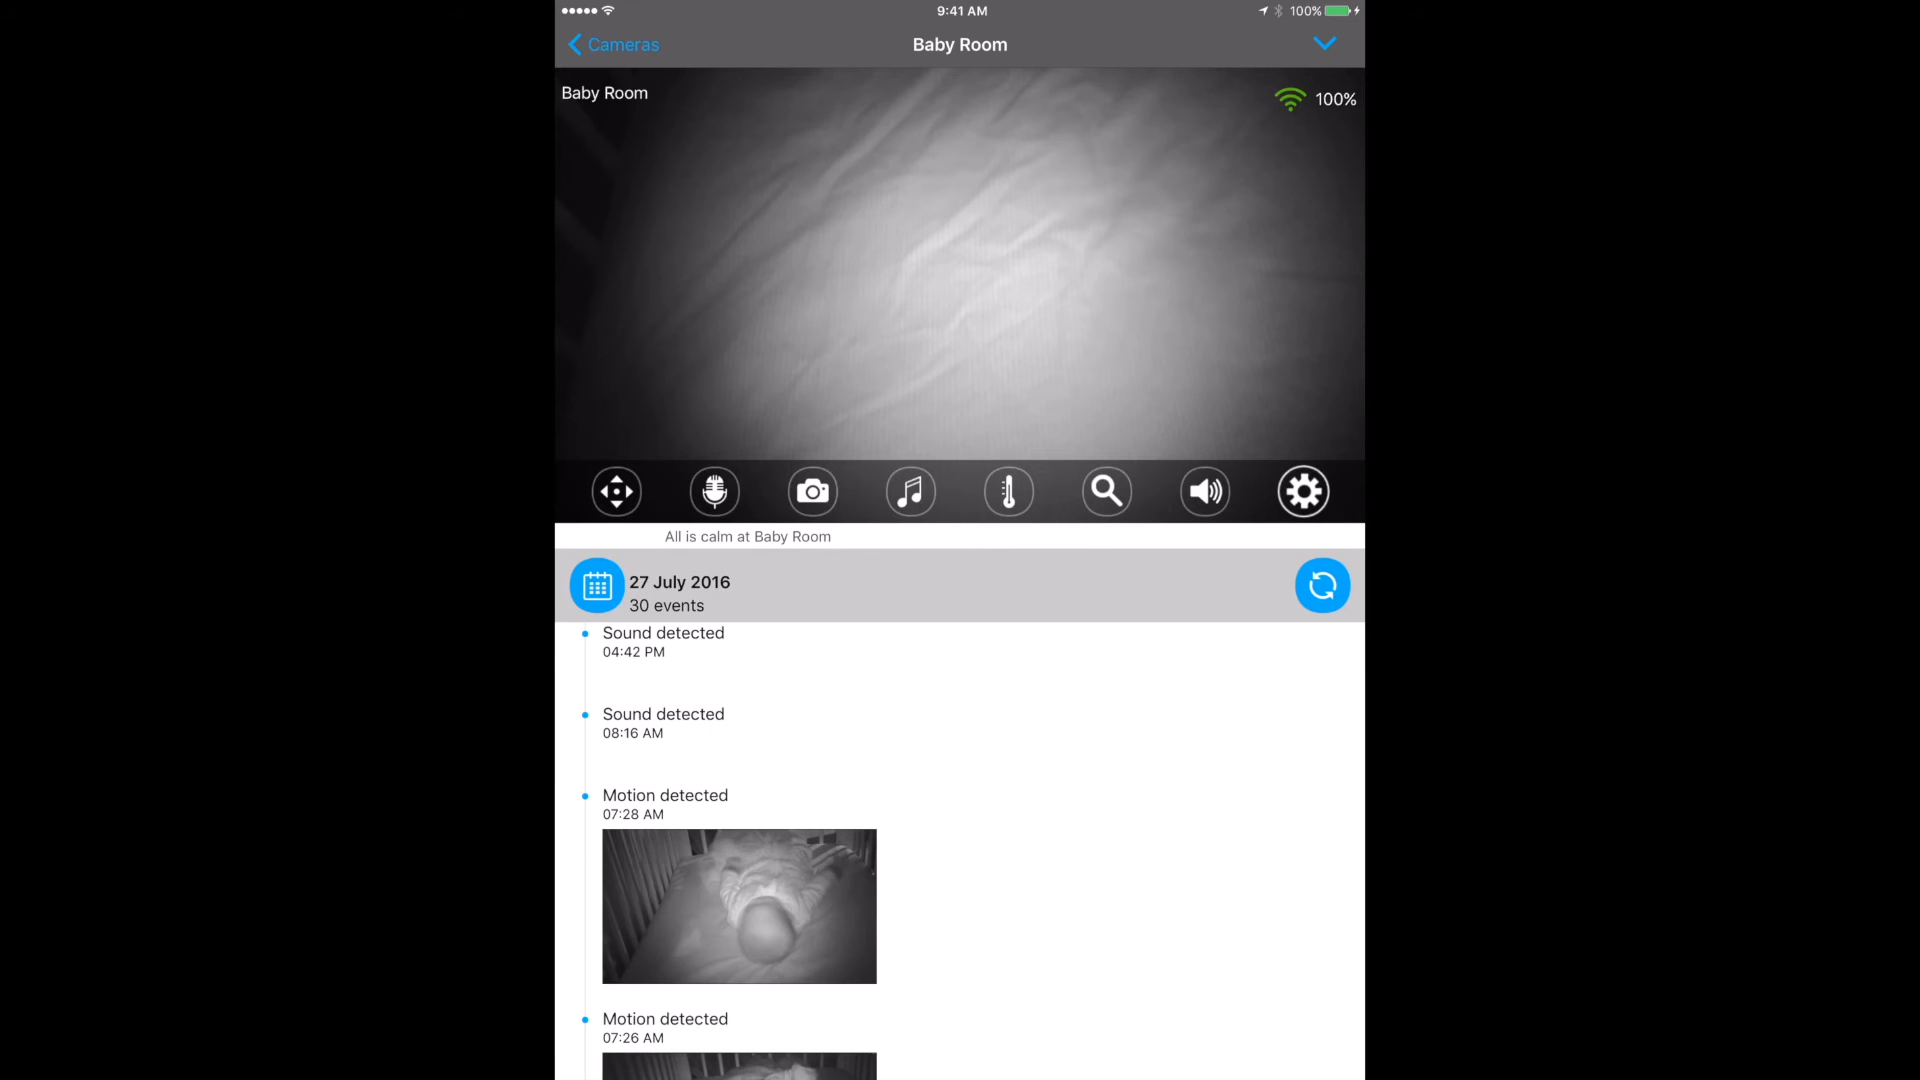 9:41 AM
100%
Cameras
Baby Room
Baby Room
100%
All is calm at Baby Room
27 July 2016
30 events
Sound detected
04:42 PM
Sound detected
08:16 AM
Motion detected
07:28 AM
Motion detected
07:26 AM